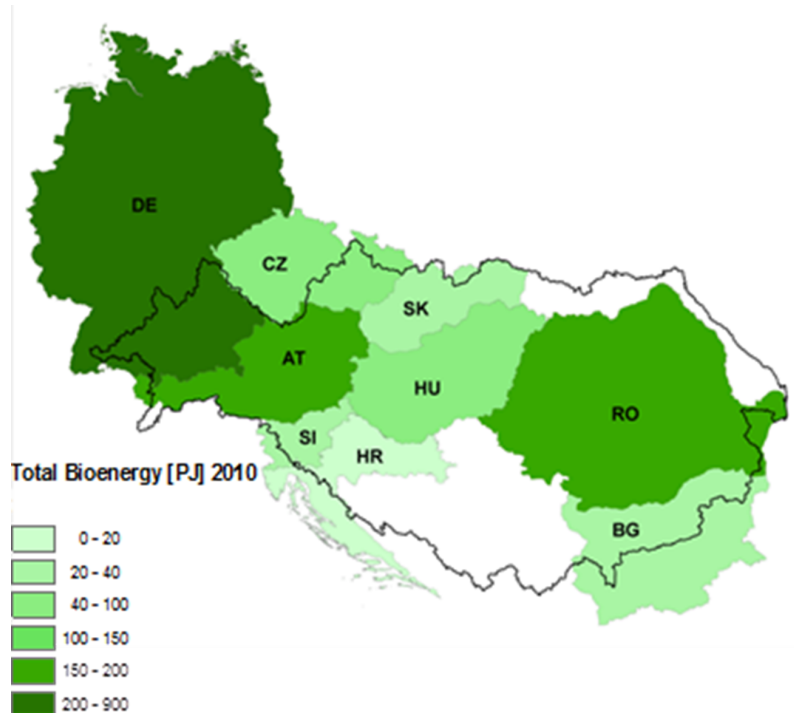 DE
CZ
SK
AT
HU
RO
SI
HR
BG
Total Bioenergy [PJ] 2010
0 - 20
20 - 40
40 - 100
100 - 150
150 - 200
200 - 900